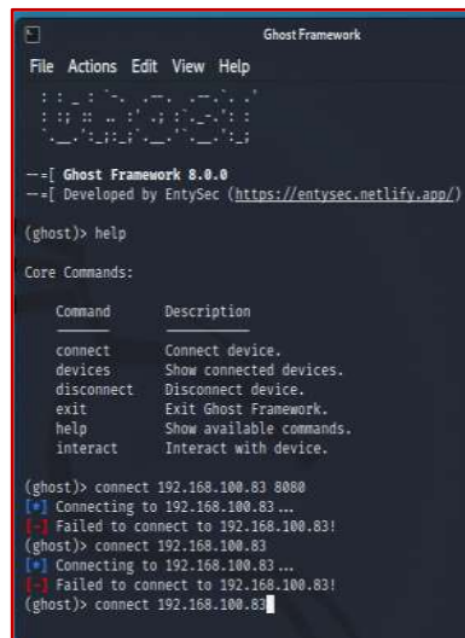 Ghost Framework
File Actions Edit View Help
--=[ Ghost Framework 8.0.0
--=[ Developed by EntySec (https://entysec.netlify.app/)
(ghost)> help
Core Commands:
Command Description
connect Connect device.
devices Show connected devices.
disconnect Disconnect device.
exit Exit Ghost Framework.
help Show available commands.
interact Interact with device.
(ghost)> connect 192.168.100.83 8080
[*] Connecting to 192.168.100.83...
[-] Failed to connect to 192.168.100.83!
(ghost)> connect 192.168.100.83
[*] Connecting to 192.168.100.83...
[-] Failed to connect to 192.168.100.83!
(ghost)> connect 192.168.100.83